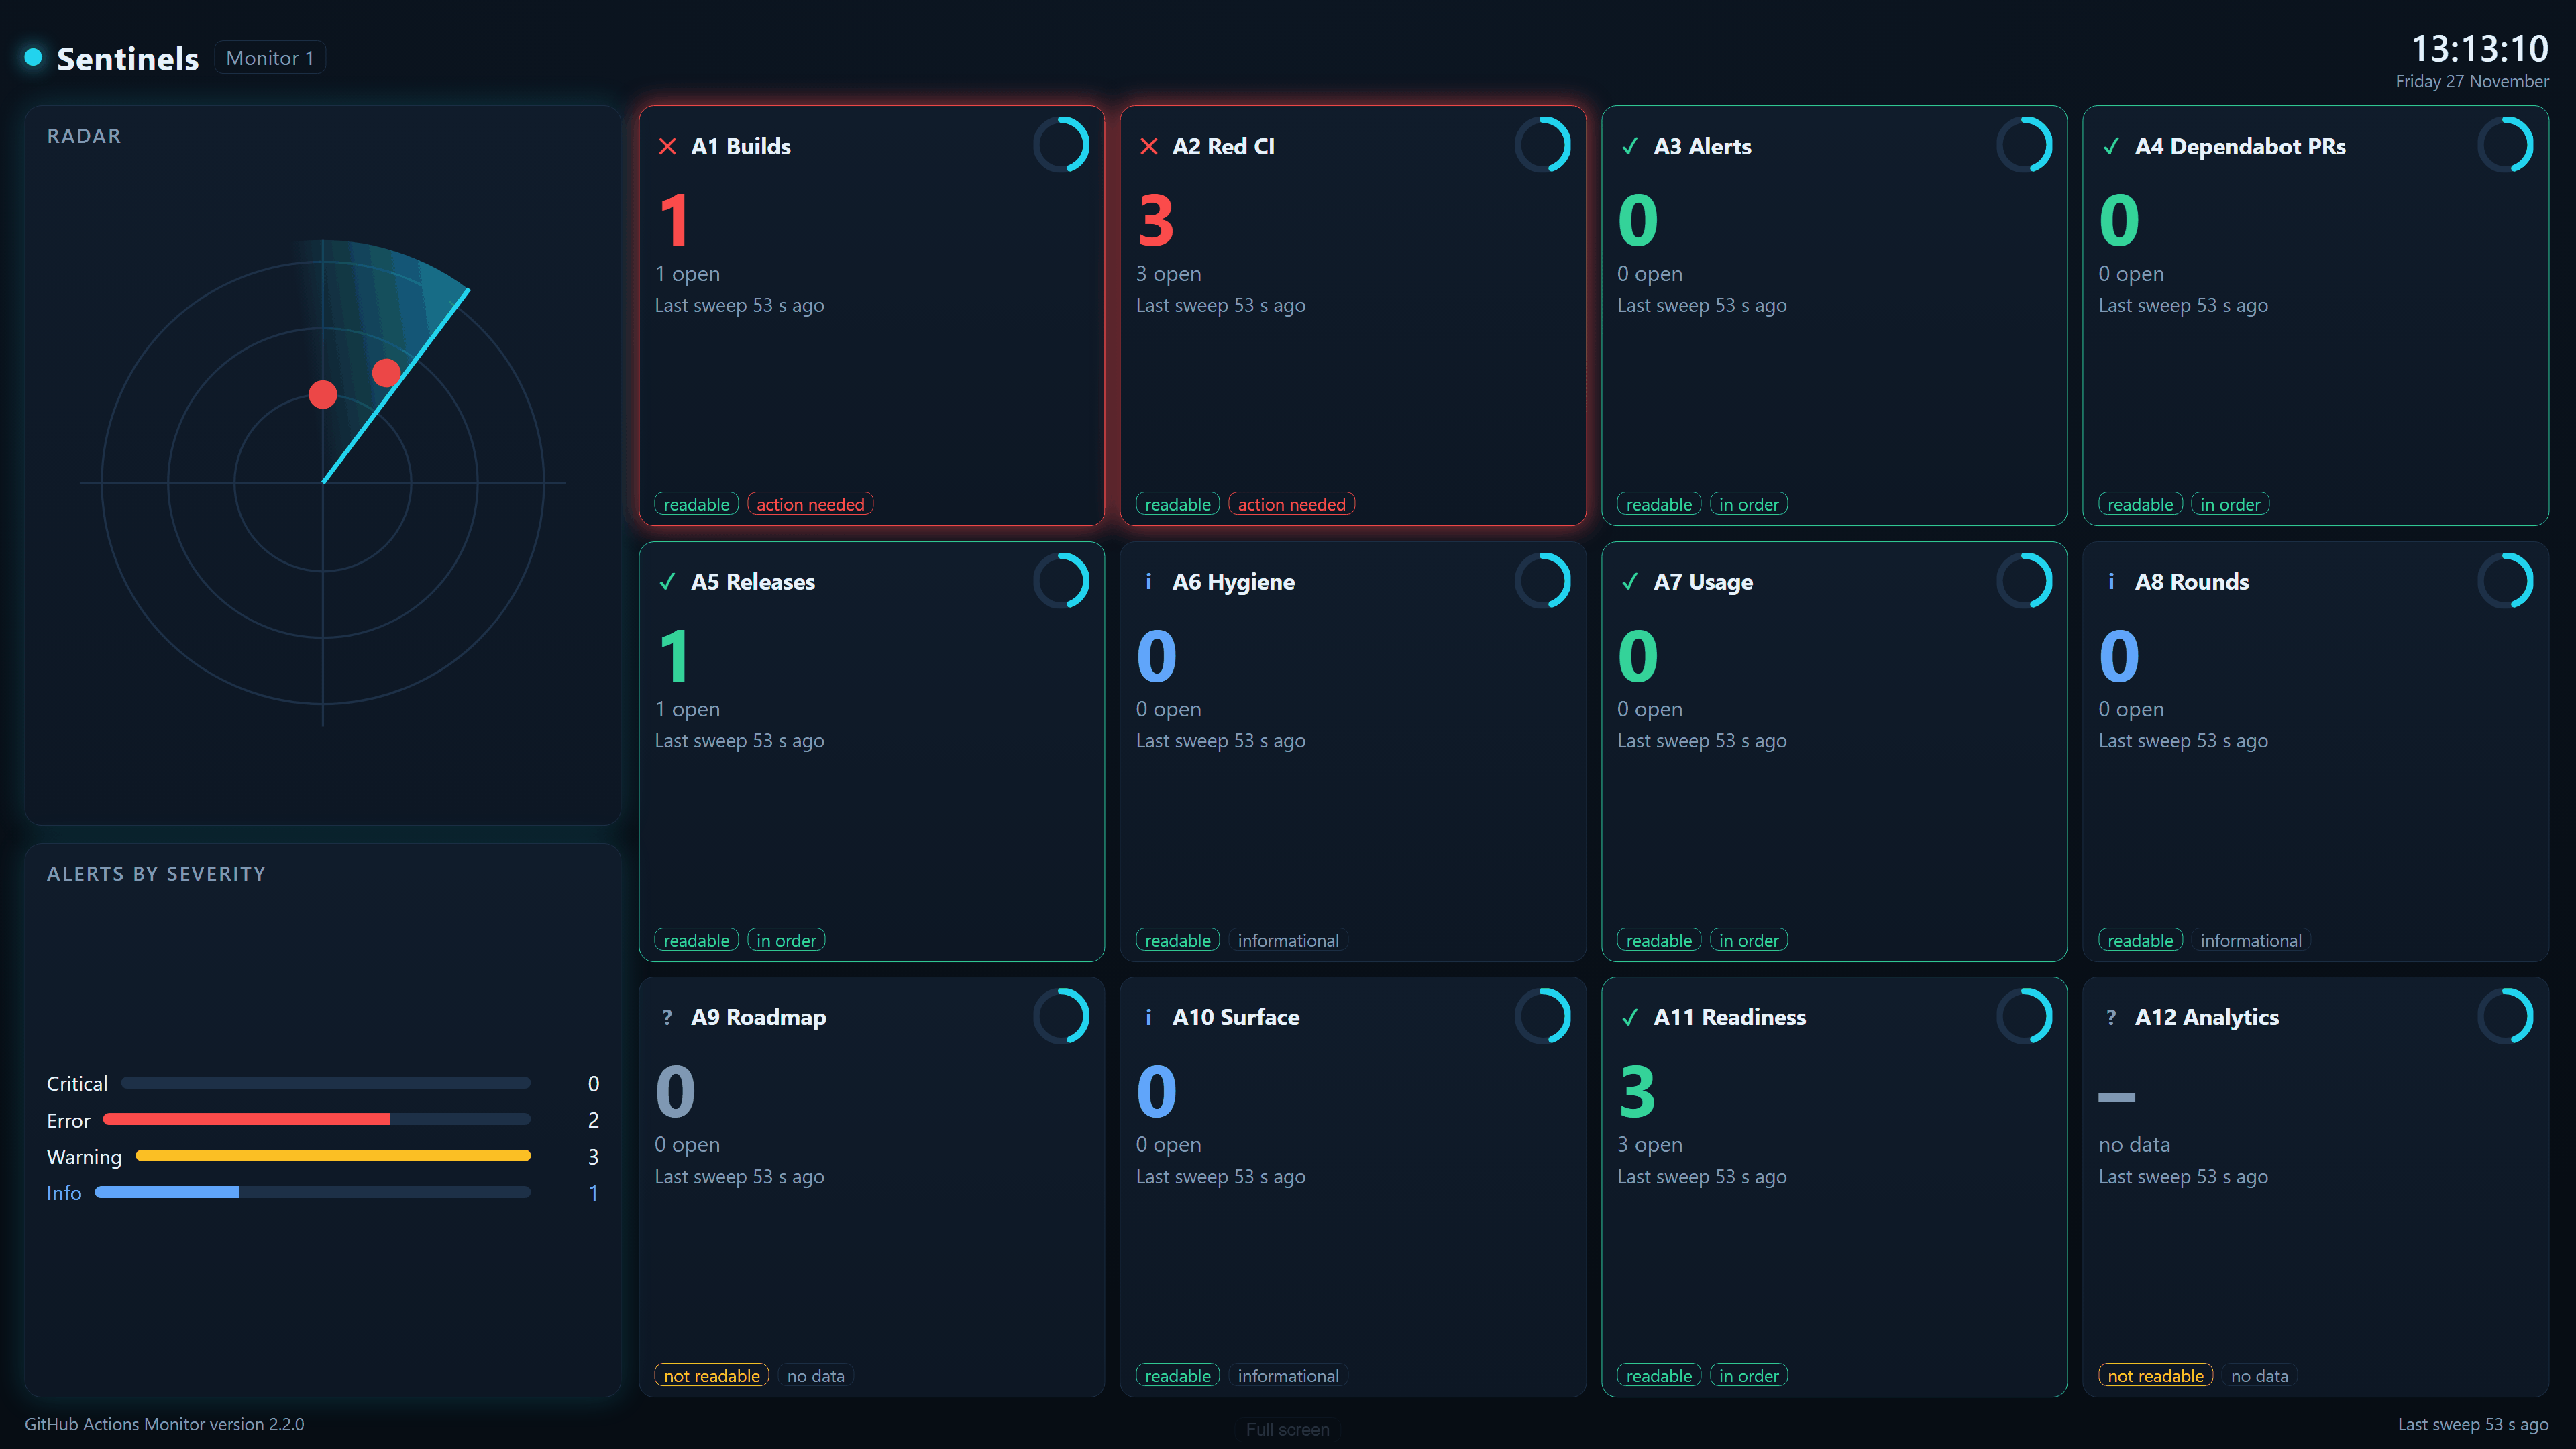 Sentinels
Monitor 1
13:13:10
Friday 27 November
RADAR
A1 Builds
1
1 open
Last sweep 53 s ago
readable
action needed
A2 Red CI
3
3 open
Last sweep 53 s ago
readable
action needed
A3 Alerts
0
0 open
Last sweep 53 s ago
readable
in order
A4 Dependabot PRs
0
0 open
Last sweep 53 s ago
readable
in order
A5 Releases
1
1 open
Last sweep 53 s ago
readable
in order
i
A6 Hygiene
0
0 open
Last sweep 53 s ago
readable
informational
A7 Usage
0
0 open
Last sweep 53 s ago
readable
in order
i
A8 Rounds
0
0 open
Last sweep 53 s ago
readable
informational
ALERTS BY SEVERITY
Critical 0
Error 2
Warning 3
Info 1
?
A9 Roadmap
0
0 open
Last sweep 53 s ago
not readable
no data
i
A10 Surface
0
0 open
Last sweep 53 s ago
readable
informational
A11 Readiness
3
3 open
Last sweep 53 s ago
readable
in order
?
A12 Analytics
—
no data
Last sweep 53 s ago
not readable
no data
GitHub Actions Monitor version 2.2.0
Full screen
Last sweep 53 s ago